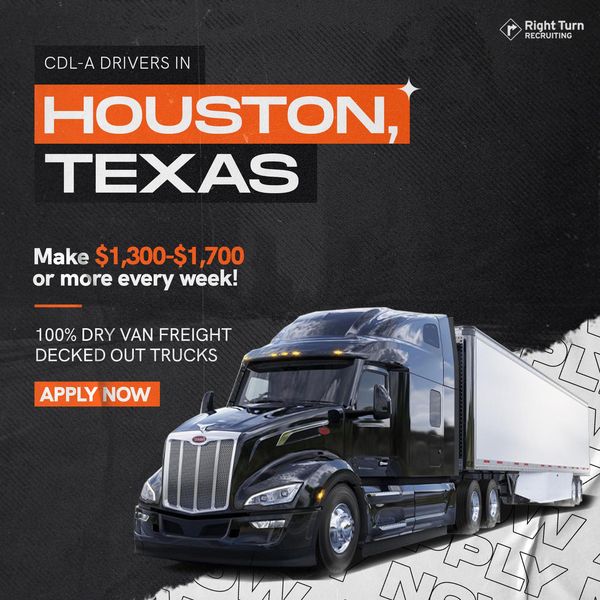 Right Turn
RECRUITING
CDL-A DRIVERS IN
HOUSTON,
TEXAS
Make $1,300-$1,700
or more every week!
100% DRY VAN FREIGHT
DECKED OUT TRUCKS
APPLY NOW